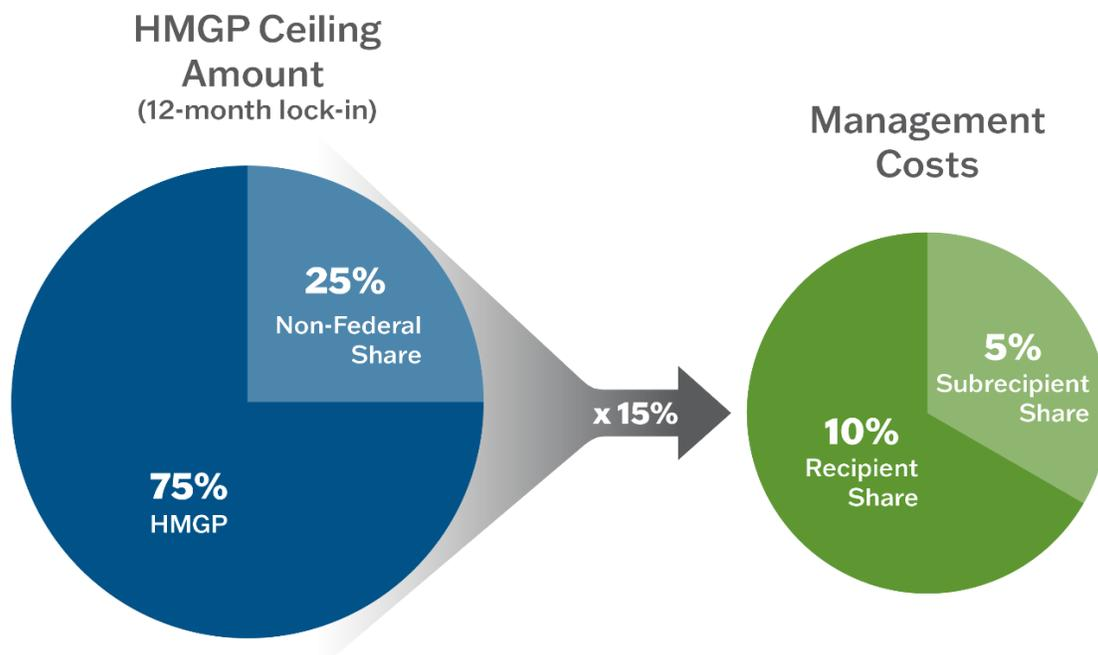 HMGP Ceiling
Amount
(12-month lock-in)
25%
Non-Federal
Share
75%
HMGP
x 15%
Management
Costs
5%
Subrecipient
Share
10%
Recipient
Share